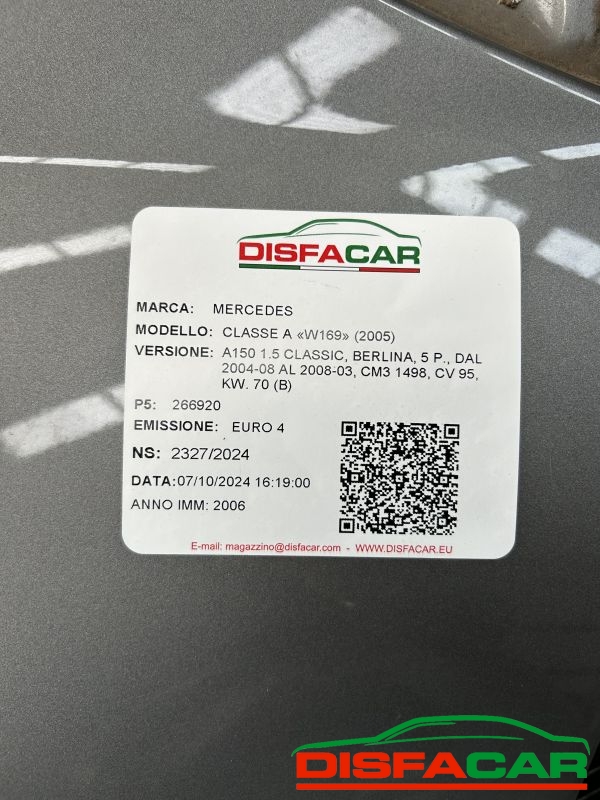 DISFACAR
MARCA: MERCEDES
MODELLO: CLASSE A «W169» (2005)
VERSIONE: A150 1.5 CLASSIC, BERLINA, 5 P., DAL
2004-08 AL 2008-03, CM3 1498, CV 95,
KW. 70 (B)
P5: 266920
EMISSIONE: EURO 4
NS: 2327/2024
DATA:07/10/2024 16:19:00
ANNO IMM: 2006
E-mail: magazzino@disfacar.com - WWW.DISFACAR.EU
DISFACAR